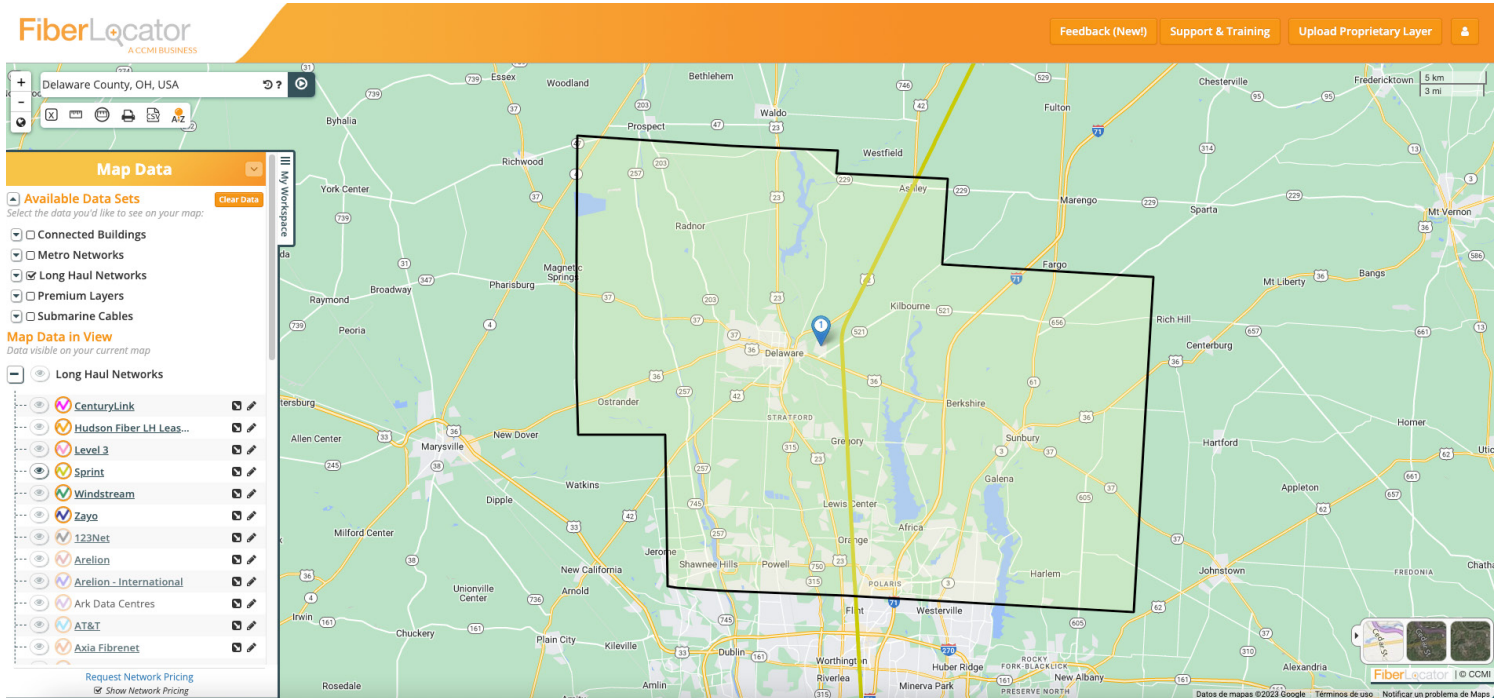 FiberLocator
A CCMI BUSINESS
Feedback (New!)
Support & Training
Upload Proprietary Layer
+
−
Delaware County, OH, USA
?
Map Data
My Workspace
Available Data Sets
Clear Data
Select the data you'd like to see on your map:
Connected Buildings
Metro Networks
Long Haul Networks
Premium Layers
Submarine Cables
Map Data in View
Data visible on your current map
Long Haul Networks
CenturyLink
Hudson Fiber LH Leas...
Level 3
Sprint
Windstream
Zayo
123Net
Arelion
Arelion - International
Ark Data Centres
AT&T
Axia Fibrenet
Request Network Pricing
Show Network Pricing
5 km
3 mi
Essex
Woodland
Bethlehem
Chesterville
Fredericktown
Byhalia
Prospect
Waldo
Fulton
Richwood
Westfield
Ashley
York Center
Marengo
Sparta
Mt Vernon
Radnor
Magnetic
Springs
Fargo
Mt Liberty
Bangs
Broadway
Pharisburg
Raymond
Peoria
Kilbourne
Rich Hill
Centerburg
1
Delaware
Ostrander
Berkshire
STRATFORD
Homer
Allen Center
Marysville
New Dover
Gregory
Sunbury
Hartford
Watkins
Galena
Appleton
Dipple
Lewis Center
Africa
Milford Center
Jerome
Orange
Shawnee Hills
Powell
New California
POLARIS
Harlem
Johnstown
FREDONIA
Unionville
Center
Arnold
Irwin
Flint
Westerville
Chuckery
Plain City
Kileville
Dublin
Worthington
Riverlea
Huber Ridge
Minerva Park
ROCKY
FORK-BLACKLICK
PRESERVE NORTH
New Albany
Alexandria
Rosedale
FiberLocator | © CCMI
Datos de mapas ©2023 Google
Términos de uso
Notificar un problema de Maps